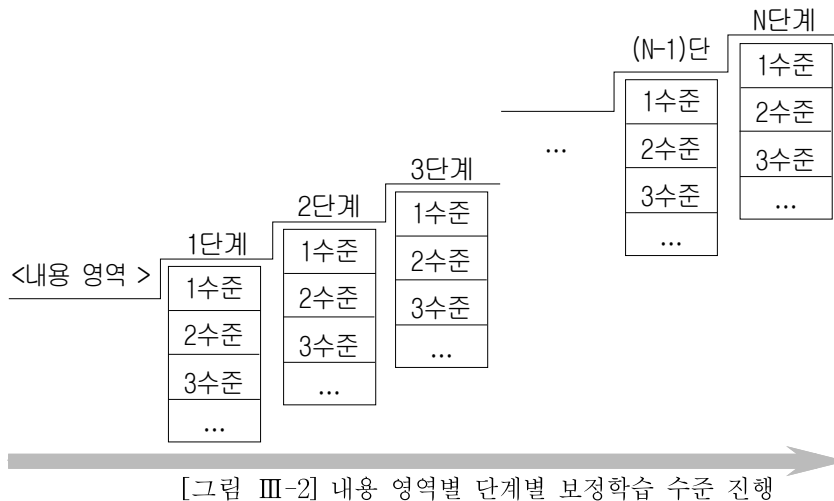 <내용 영역 >
1단계
1수준
2수준
3수준
...
2단계
1수준
2수준
3수준
...
3단계
1수준
2수준
3수준
...
...
(N-1)단
1수준
2수준
3수준
...
N단계
1수준
2수준
3수준
...
[그림 Ⅲ-2] 내용 영역별 단계별 보정학습 수준 진행